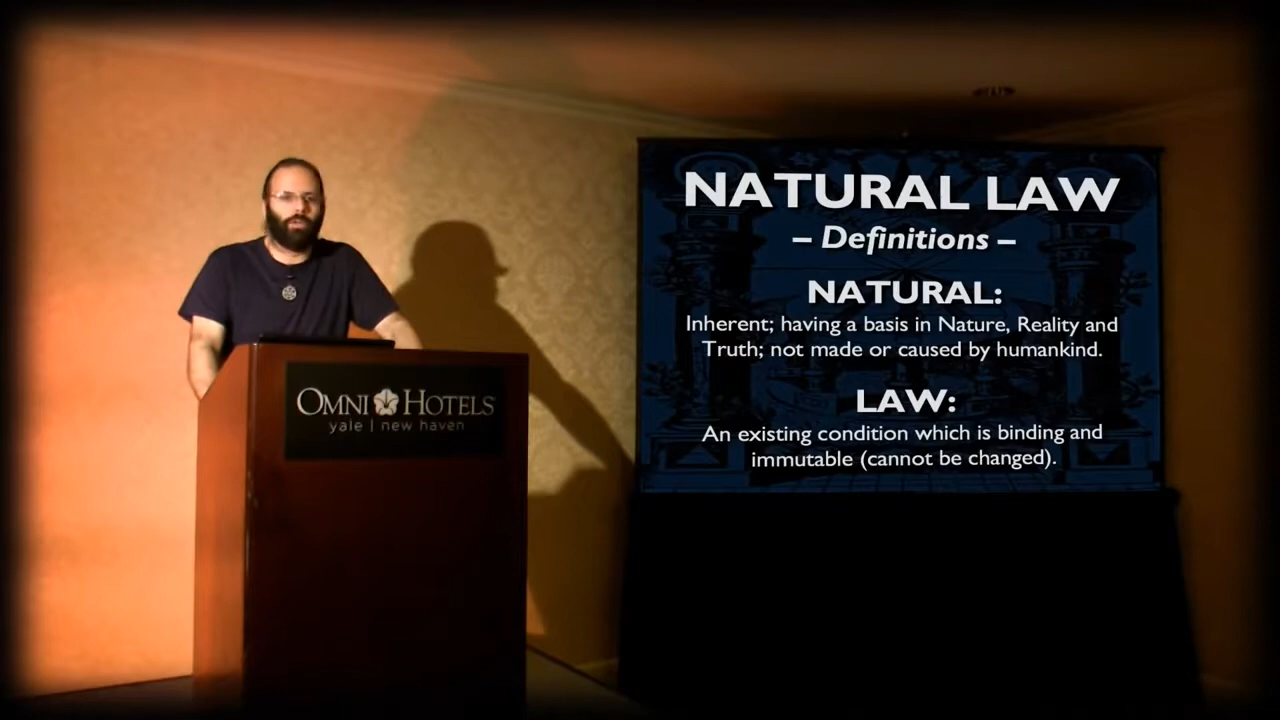 OMNI HOTELS
yale | new haven
NATURAL LAW
– Definitions –
NATURAL:
Inherent; having a basis in Nature, Reality and
Truth; not made or caused by humankind.
LAW:
An existing condition which is binding and
immutable (cannot be changed).